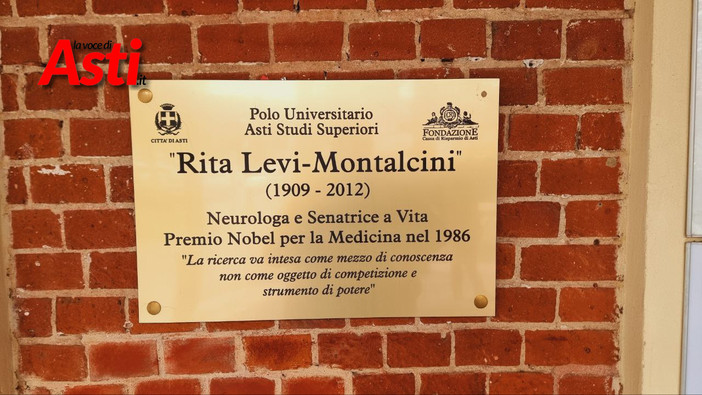 la voce di
Asti.it
Polo Universitario
Asti Studi Superiori
CITTA' DI ASTI
FONDAZIONE
Cassa di Risparmio di Asti
"Rita Levi-Montalcini"
(1909 - 2012)
Neurologa e Senatrice a Vita
Premio Nobel per la Medicina nel 1986
"La ricerca va intesa come mezzo di conoscenza
non come oggetto di competizione e
strumento di potere"